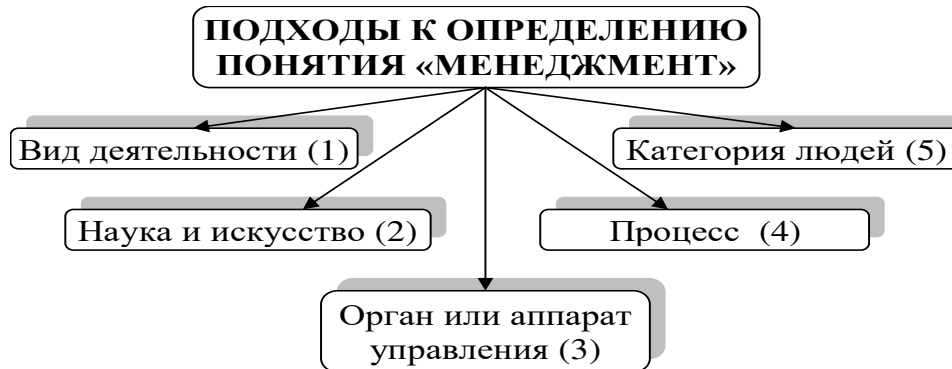 ПОДХОДЫ К ОПРЕДЕЛЕНИЮ
ПОНЯТИЯ «МЕНЕДЖМЕНТ»
Вид деятельности (1)
Категория людей (5)
Наука и искусство (2)
Процесс (4)
Орган или аппарат
управления (3)